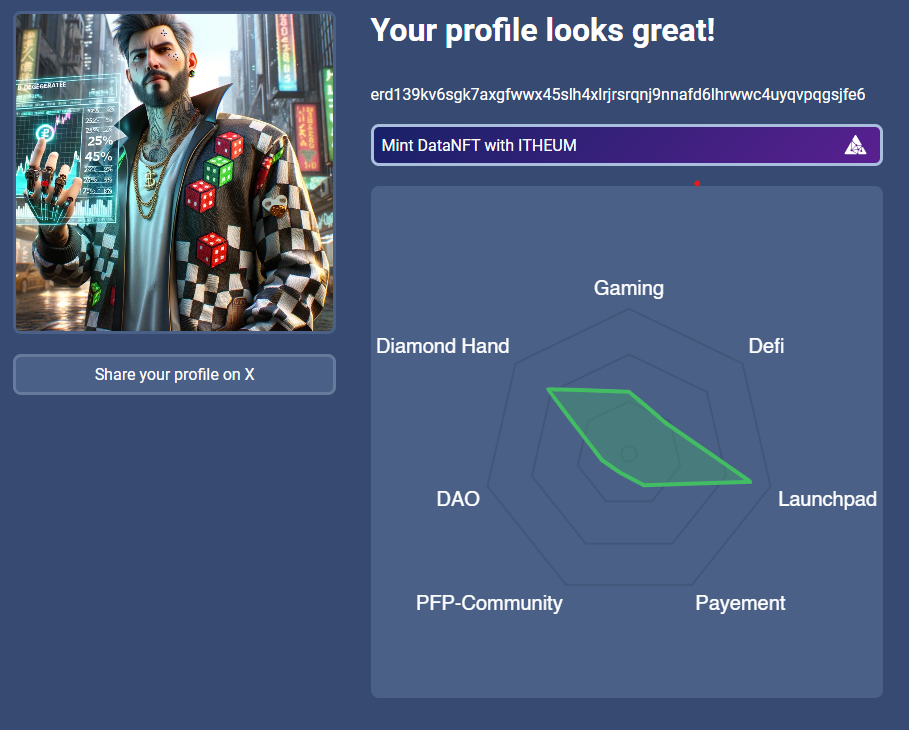 Your profile looks great!
erd139kv6sgk7axgfwwx45slh4xlrjrsrqnj9nnafd6lhrwwc4uyqvpqgsjfe6
Mint DataNFT with ITHEUM
25%
45%
Share your profile on X
Gaming
Diamond Hand
Defi
DAO
Launchpad
PFP-Community
Payement